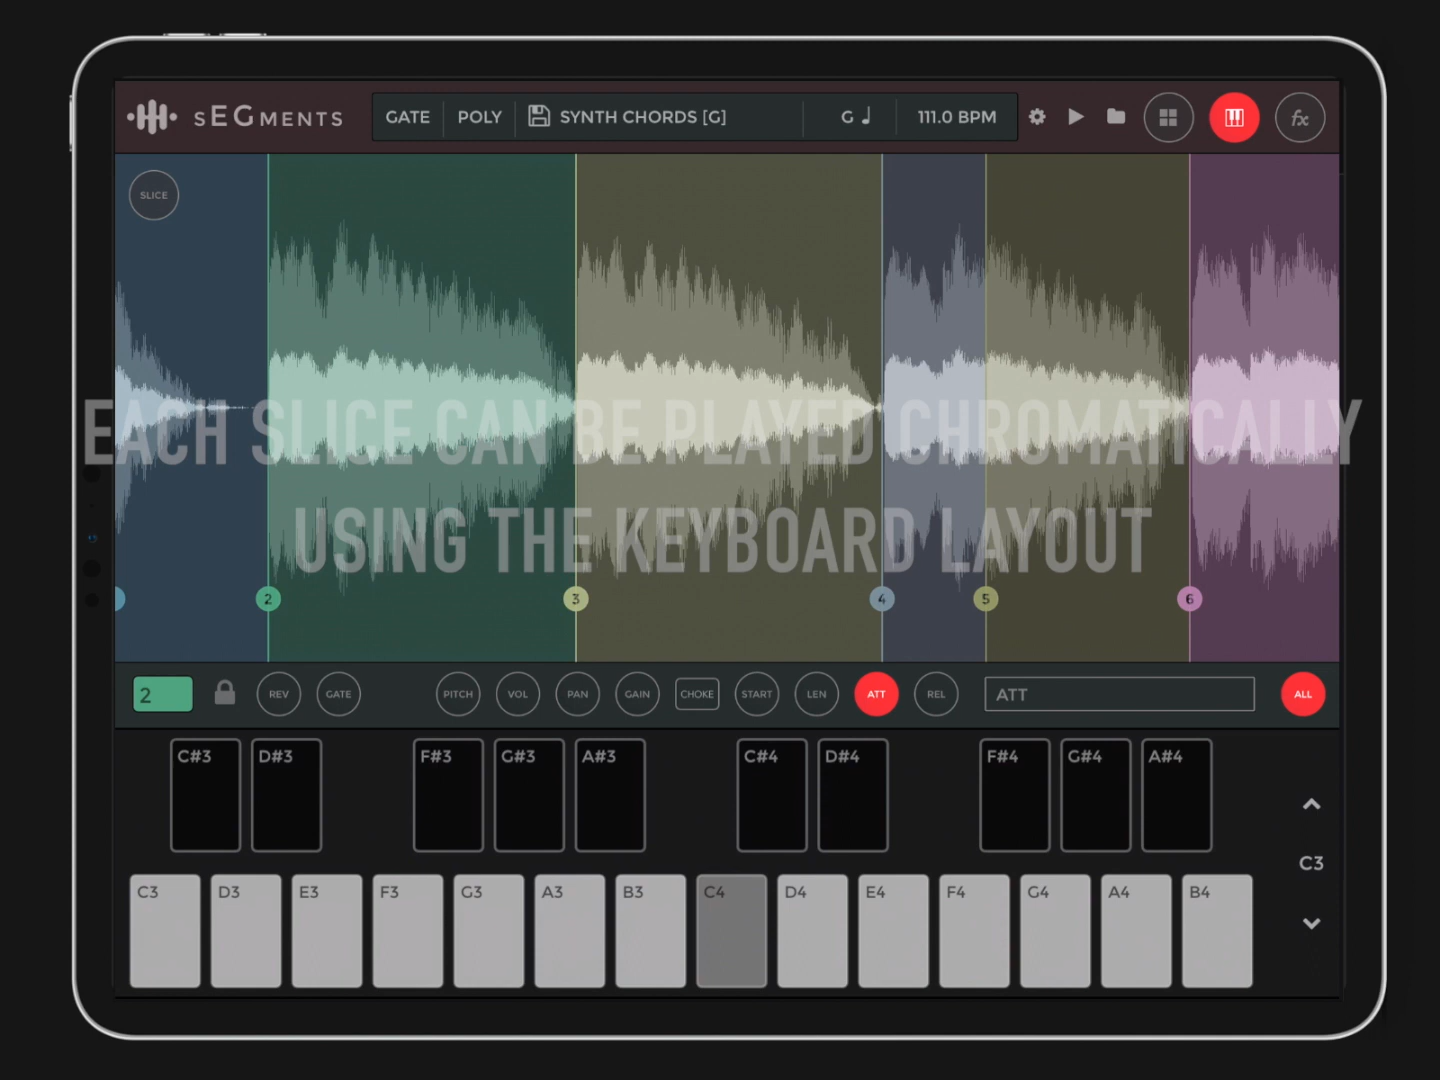 sEGMENTS
GATE POLY SYNTH CHORDS [G] G 111.0 BPM fx
SLICE
EACH SLICE CAN BE PLAYED CHROMATICALLY
USING THE KEYBOARD LAYOUT
2 3 4 5 6
2 REV GATE PITCH VOL PAN GAIN CHOKE START LEN ATT REL ATT ALL
C#3 D#3 F#3 G#3 A#3 C#4 D#4 F#4 G#4 A#4
C3
C3 D3 E3 F3 G3 A3 B3 C4 D4 E4 F4 G4 A4 B4